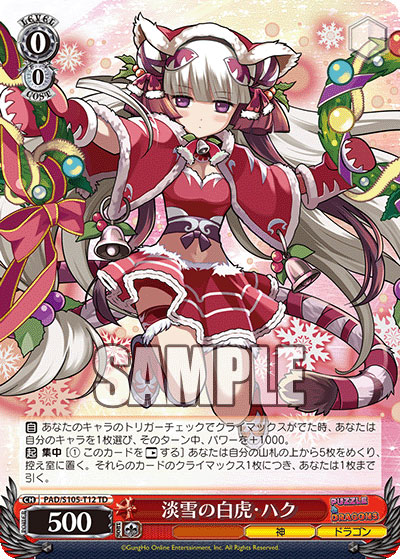 LEVEL
0
0
COST
SAMPLE
自 あなたのキャラのトリガーチェックでクライマックスがでた時、あなたは
自分のキャラを1枚選び、そのターン中、パワーを+1000。
起 集中 [① このカードを［レスト］する] あなたは自分の山札の上から5枚をめくり、
控え室に置く。それらのカードのクライマックス1枚につき、あなたは1枚まで
引く。
CH PAD/S105-T12 TD
500
淡雪の白虎・ハク
PUZZLE & DRAGONS
神
ドラゴン
©GungHo Online Entertainment, Inc. All Rights Reserved.